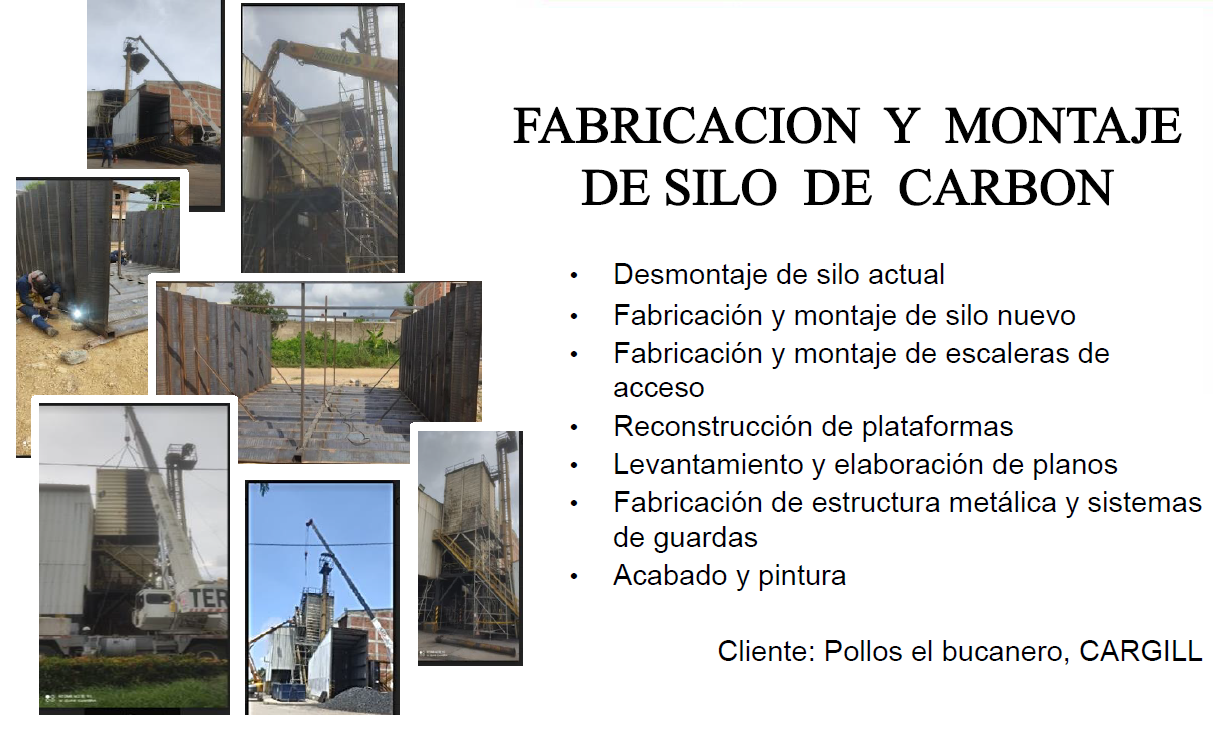 FABRICACION Y MONTAJE
DE SILO DE CARBON
• Desmontaje de silo actual
• Fabricación y montaje de silo nuevo
• Fabricación y montaje de escaleras de
acceso
• Reconstrucción de plataformas
• Levantamiento y elaboración de planos
• Fabricación de estructura metálica y sistemas
de guardas
• Acabado y pintura
Cliente: Pollos el bucanero, CARGILL
TER